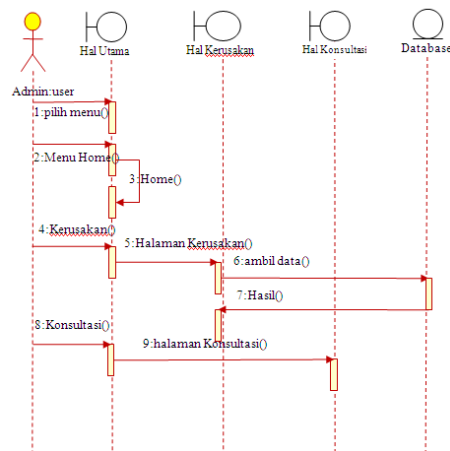 Hal Utama
Hal Kerusakan
Hal Konsultasi
Database
Admin:user
1:pilih menu()
2:Menu Home()
3:Home()
4:Kerusakan()
5:Halaman Kerusakan()
6:ambil data()
7:Hasil()
8:Konsultasi()
9:halaman Konsultasi()